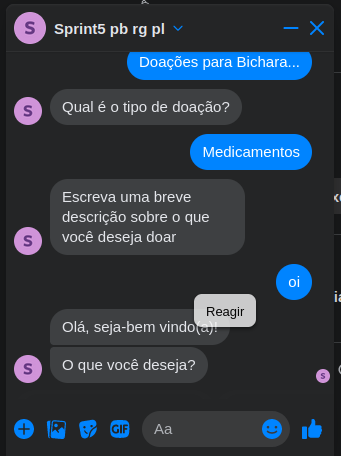 S
Sprint5 pb rg pl
Doações para Bichara...
Qual é o tipo de doação?
Medicamentos
Escreva uma breve
descrição sobre o que
você deseja doar
S
oi
Reagir
Olá, seja-bem vindo(a)!
O que você deseja?
S
S
GIF
Aa